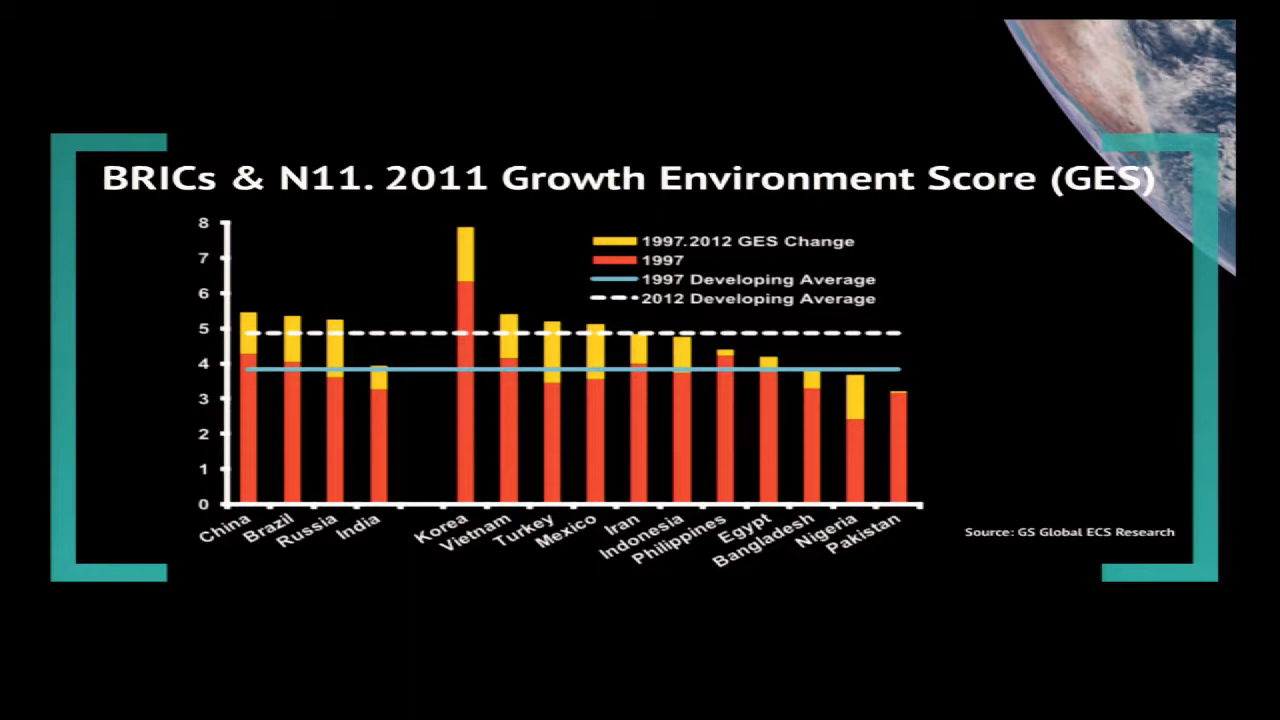 BRICs & N11. 2011 Growth Environment Score (GES)
8
7
6
5
4
3
2
1
0
1997.2012 GES Change
1997
1997 Developing Average
2012 Developing Average
China
Brazil
Russia
India
Korea
Vietnam
Turkey
Mexico
Iran
Indonesia
Philippines
Egypt
Bangladesh
Nigeria
Pakistan
Source: GS Global ECS Research